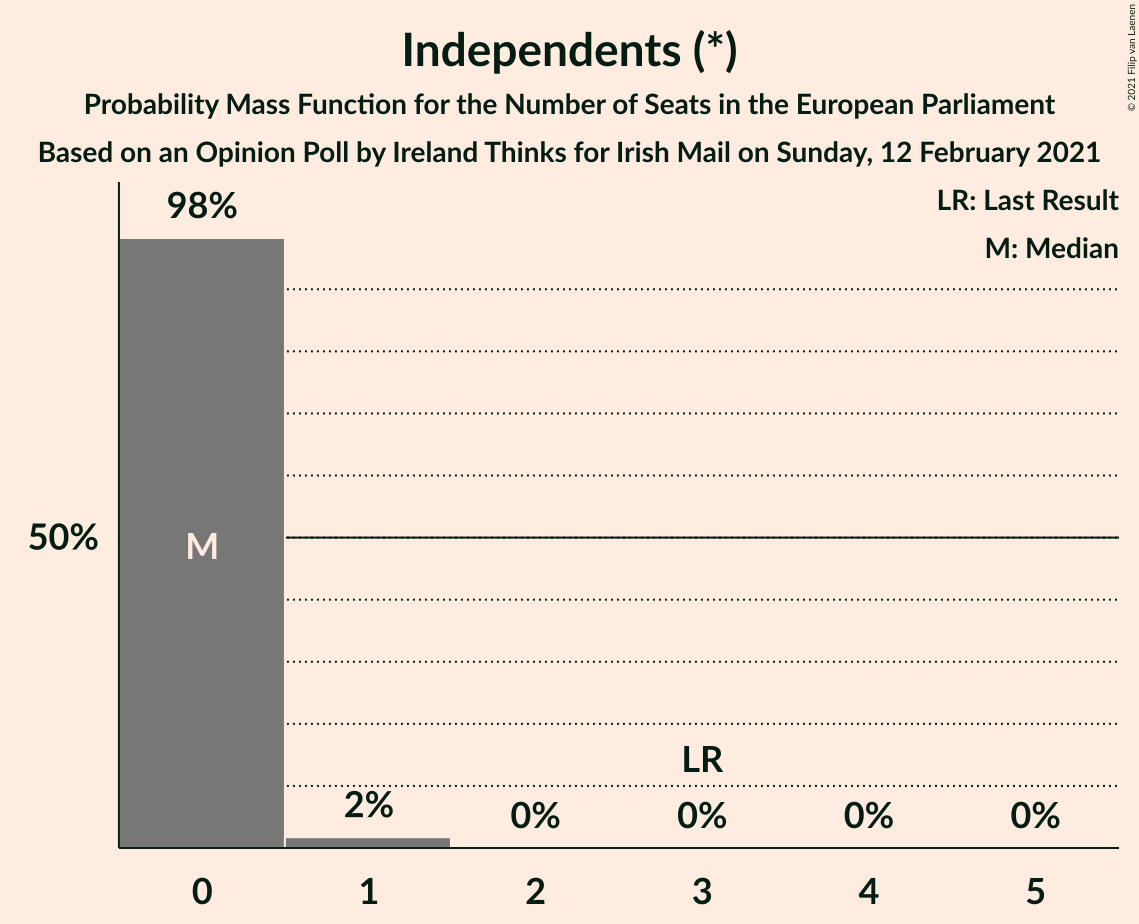 Independents (*)
Probability Mass Function for the Number of Seats in the European Parliament
Based on an Opinion Poll by Ireland Thinks for Irish Mail on Sunday, 12 February 2021
© 2021 Filip van Laenen
LR: Last Result
M: Median
98%
50%
M
LR
2%
0%
0%
0%
0%
0
1
2
3
4
5